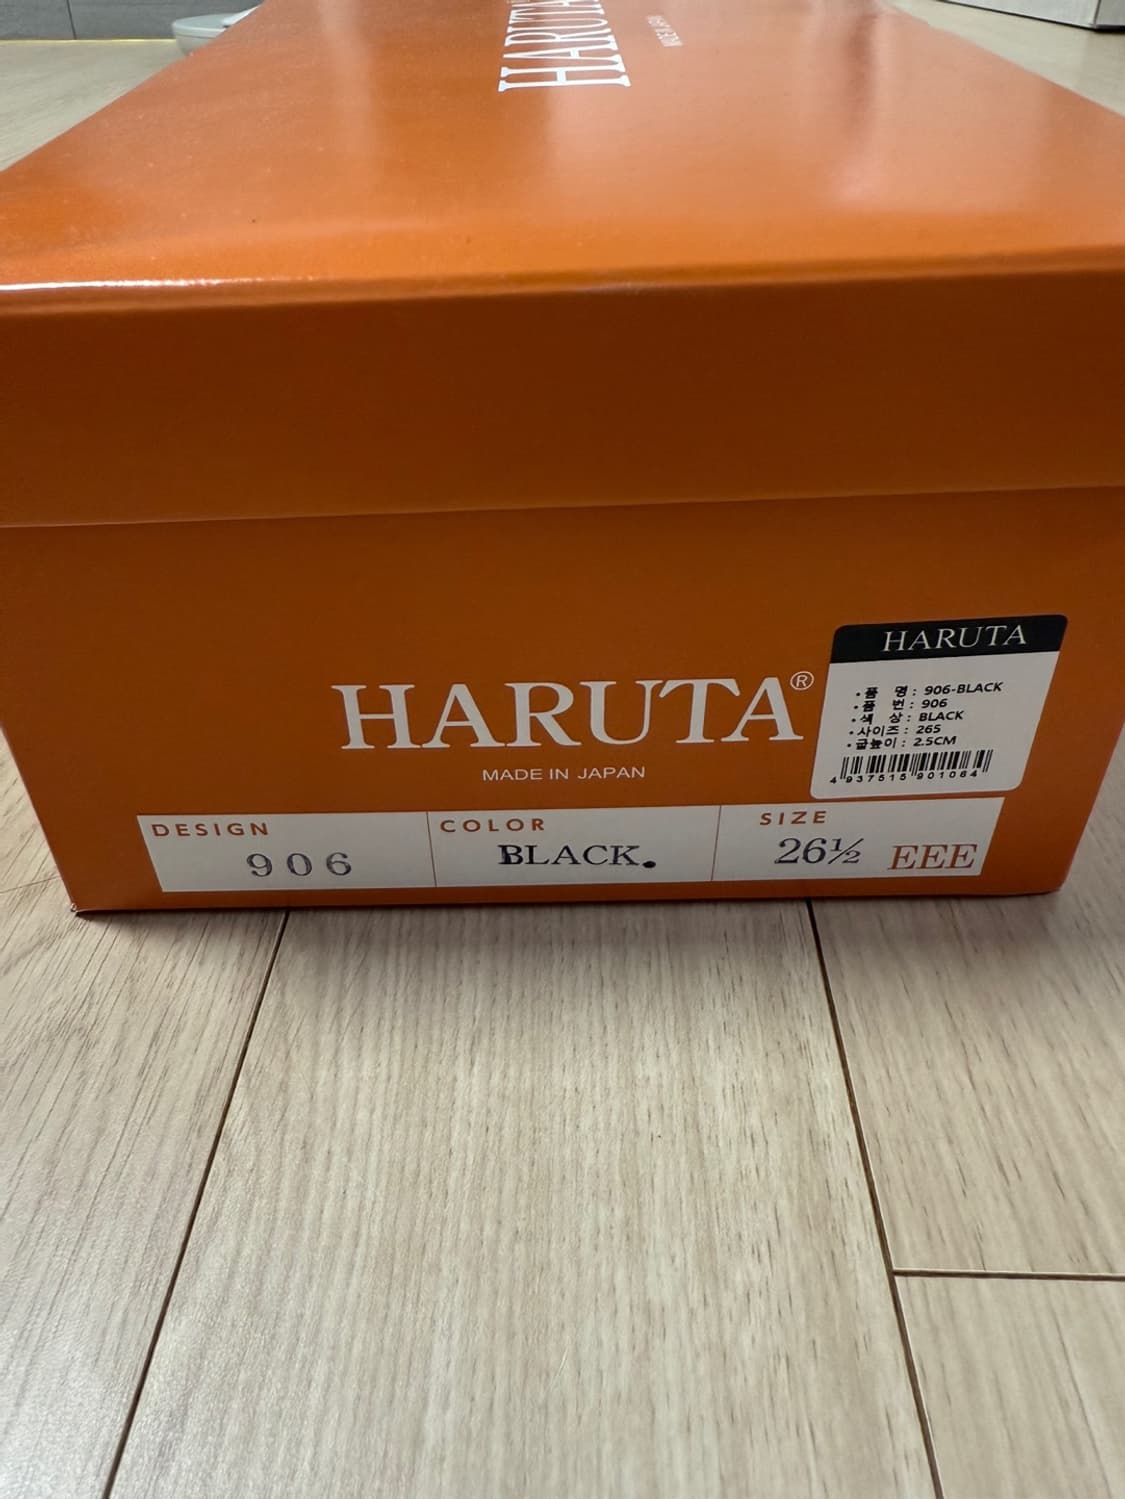 HARUTA
HARUTA®
MADE IN JAPAN
HARUTA
• 품 명 : 906-BLACK
• 품 번 : 906
• 색 상 : BLACK
• 사이즈 : 265
• 굽높이 : 2.5CM
4 937515 901064
DESIGN
906
COLOR
BLACK.
SIZE
26½ EEE